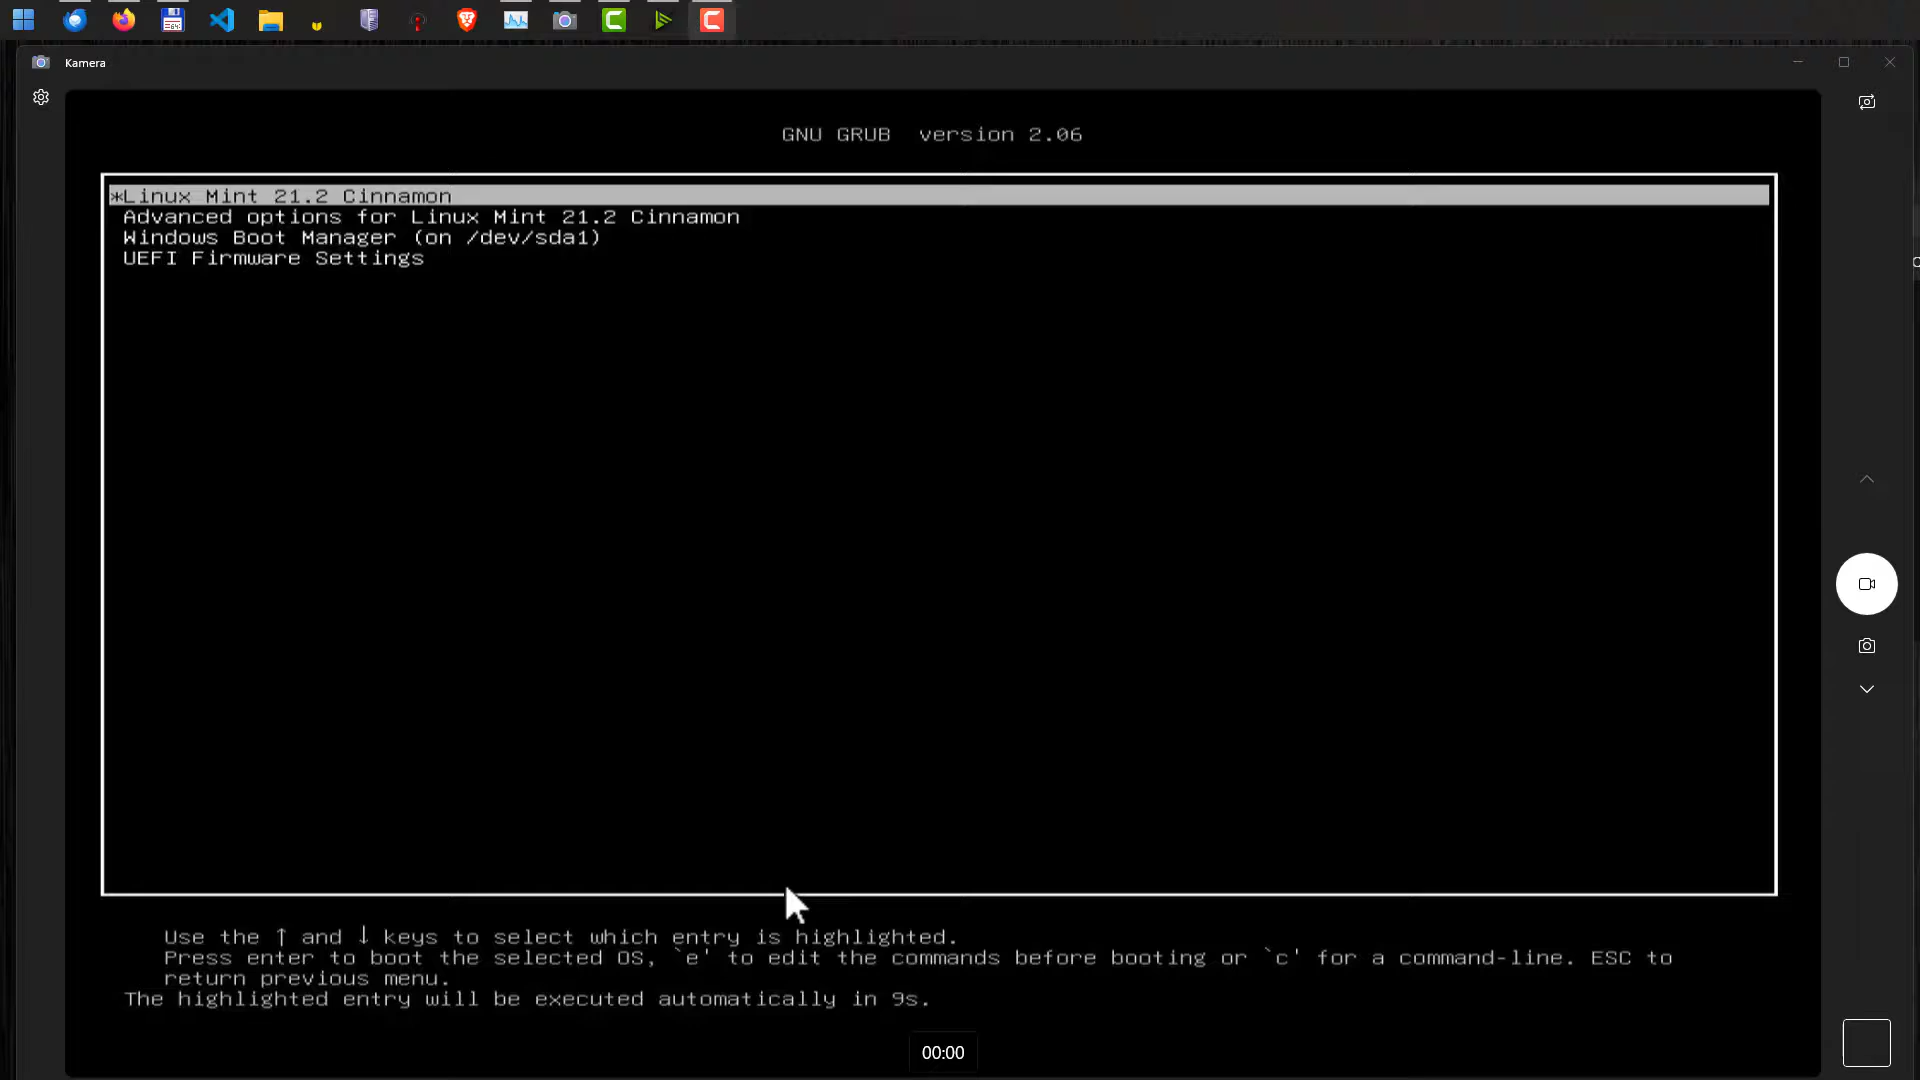 Kamera
GNU GRUB version 2.06
*Linux Mint 21.2 Cinnamon
Advanced options for Linux Mint 21.2 Cinnamon
Windows Boot Manager (on /dev/sda1)
UEFI Firmware Settings
Use the ↑ and ↓ keys to select which entry is highlighted.
Press enter to boot the selected OS, `e' to edit the commands before booting or `c' for a command-line. ESC to
return previous menu.
The highlighted entry will be executed automatically in 9s.
00:00